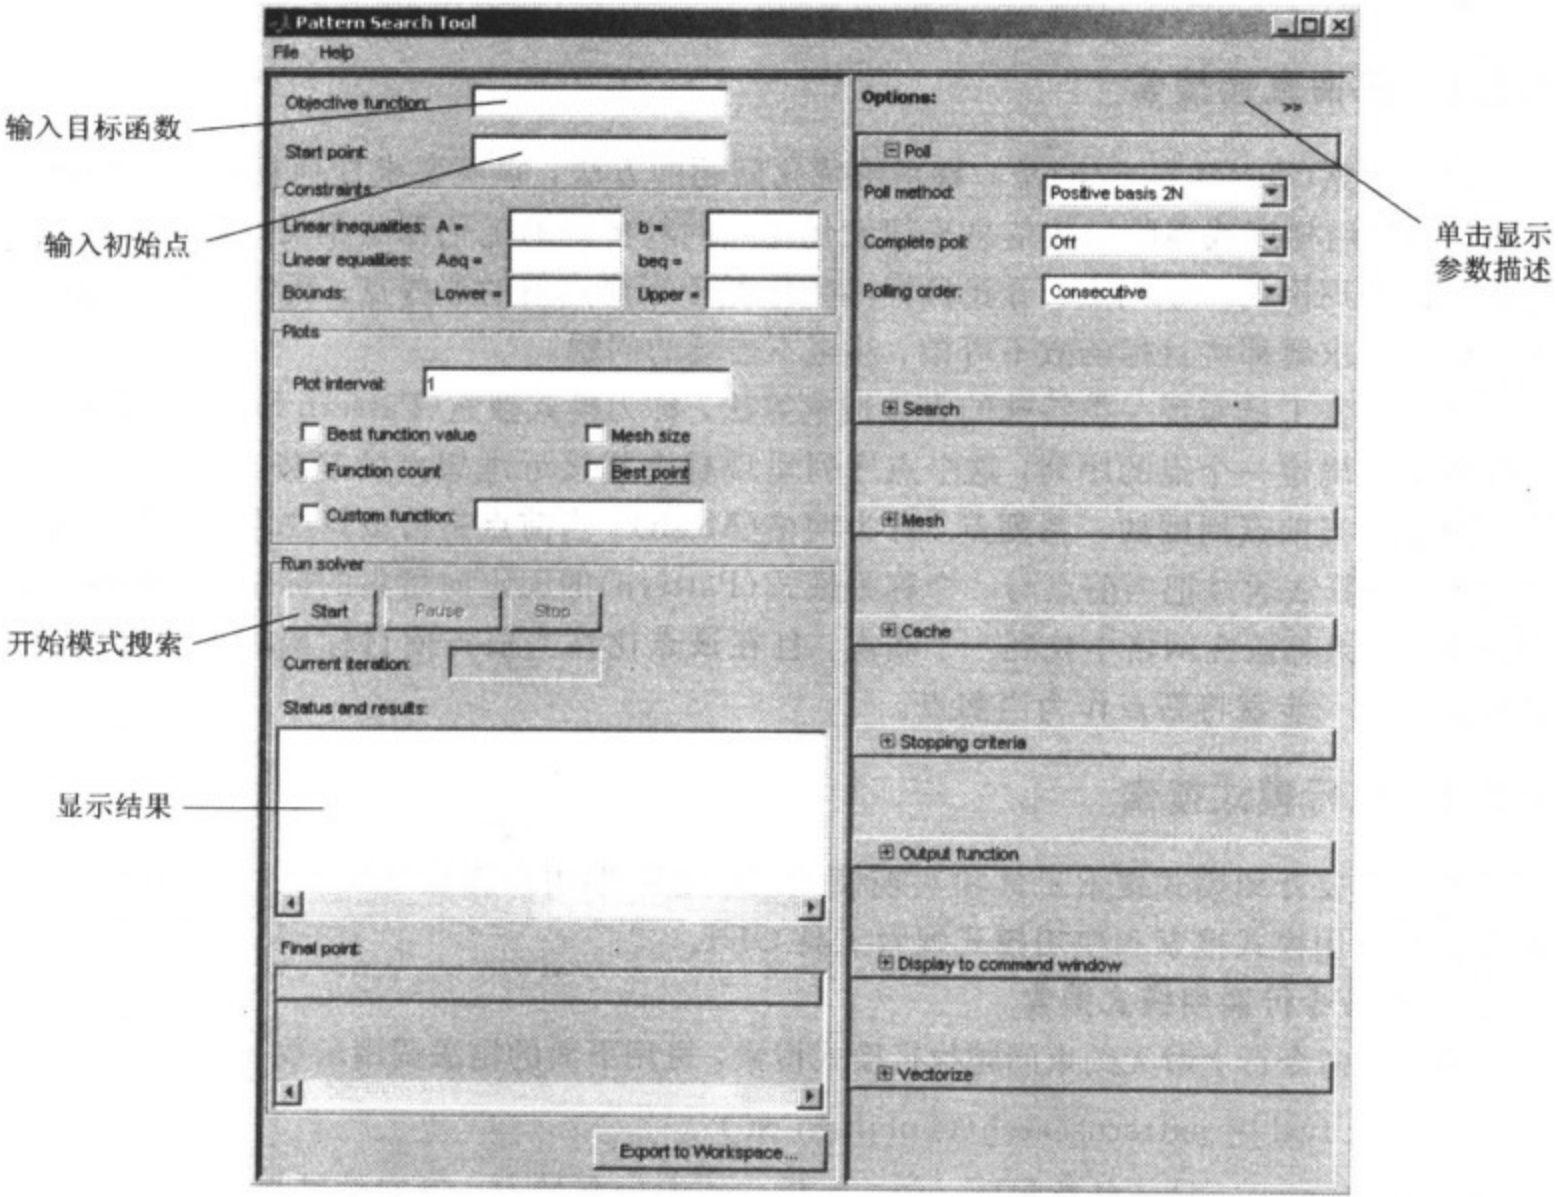 Pattern Search Tool
File Help
输入目标函数
Objective function:
Start point:
输入初始点
Constraints
Linear inequalities: A = b =
Linear equalities: Aeq = beq =
Bounds: Lower = Upper =
Plots
Plot interval: 1
Best function value Mesh size
Function count Best point
Custom function:
Run solver
Start Pause Stop
开始模式搜索
Current iteration:
Status and results:
显示结果
Final point:
Export to Workspace...
Options: >>
单击显示
参数描述
Poll
Poll method: Positive basis 2N
Complete poll: Off
Polling order: Consecutive
Search
Mesh
Cache
Stopping criteria
Output function
Display to command window
Vectorize